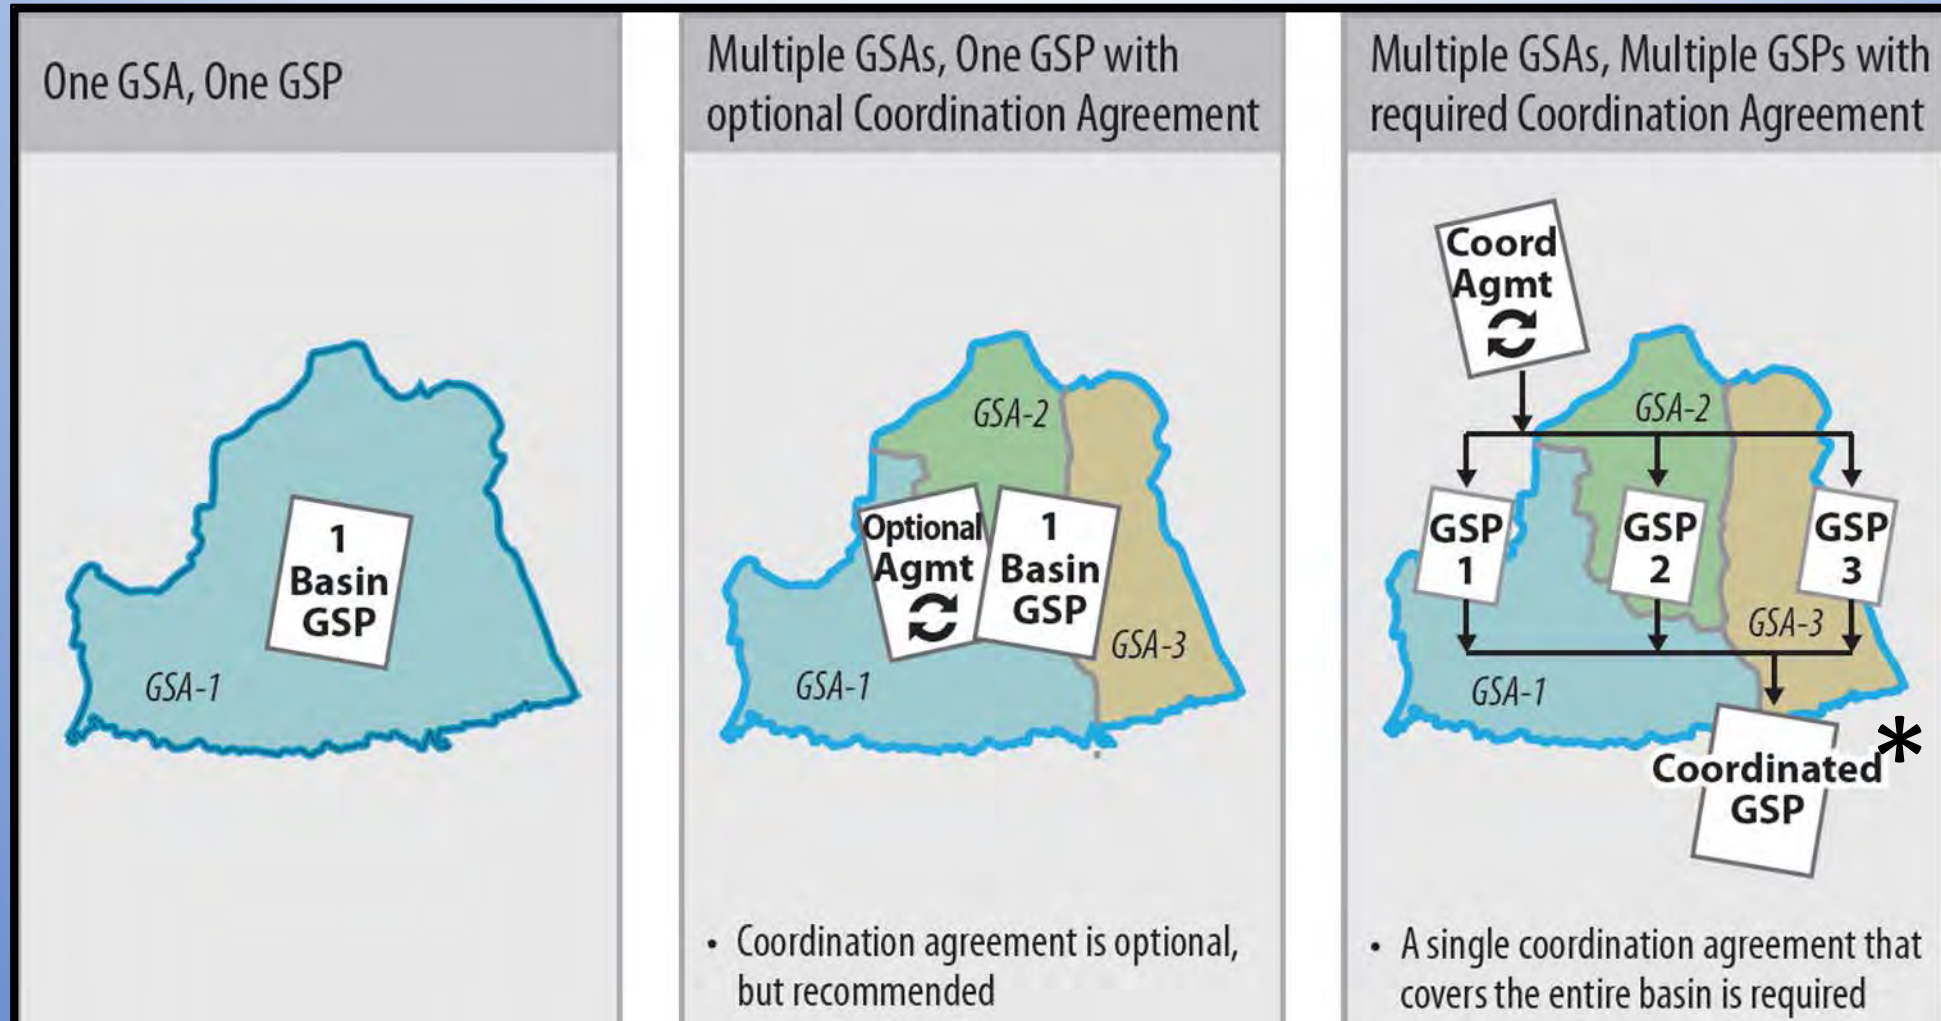 One GSA, One GSP
1
Basin
GSP
GSA-1
Multiple GSAs, One GSP with
optional Coordination Agreement
GSA-2
Optional
Agmt
1
Basin
GSP
GSA-3
GSA-1
• Coordination agreement is optional,
but recommended
Multiple GSAs, Multiple GSPs with
required Coordination Agreement
Coord
Agmt
GSA-2
GSP
1
GSP
2
GSP
3
GSA-3
GSA-1
Coordinated*
GSP
• A single coordination agreement that
covers the entire basin is required